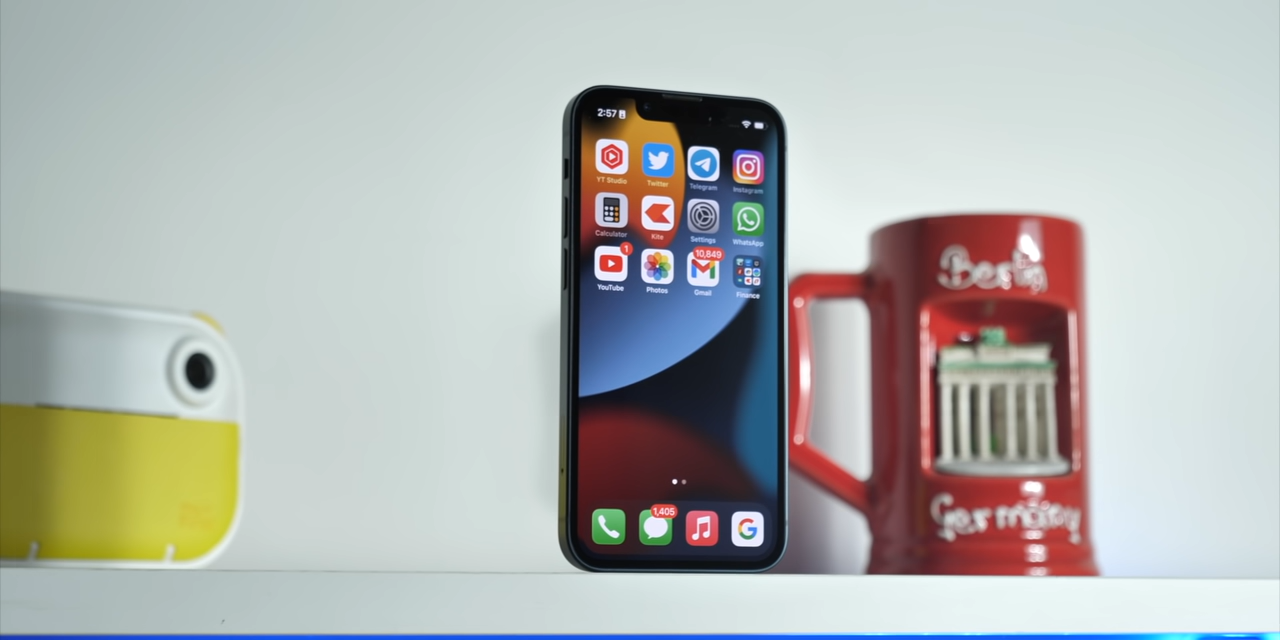 2:57
YT Studio Twitter Telegram Instagram
Calculator Kite Settings WhatsApp
1 10,849
YouTube Photos Gmail Finance
1,405
Berlin
Germany